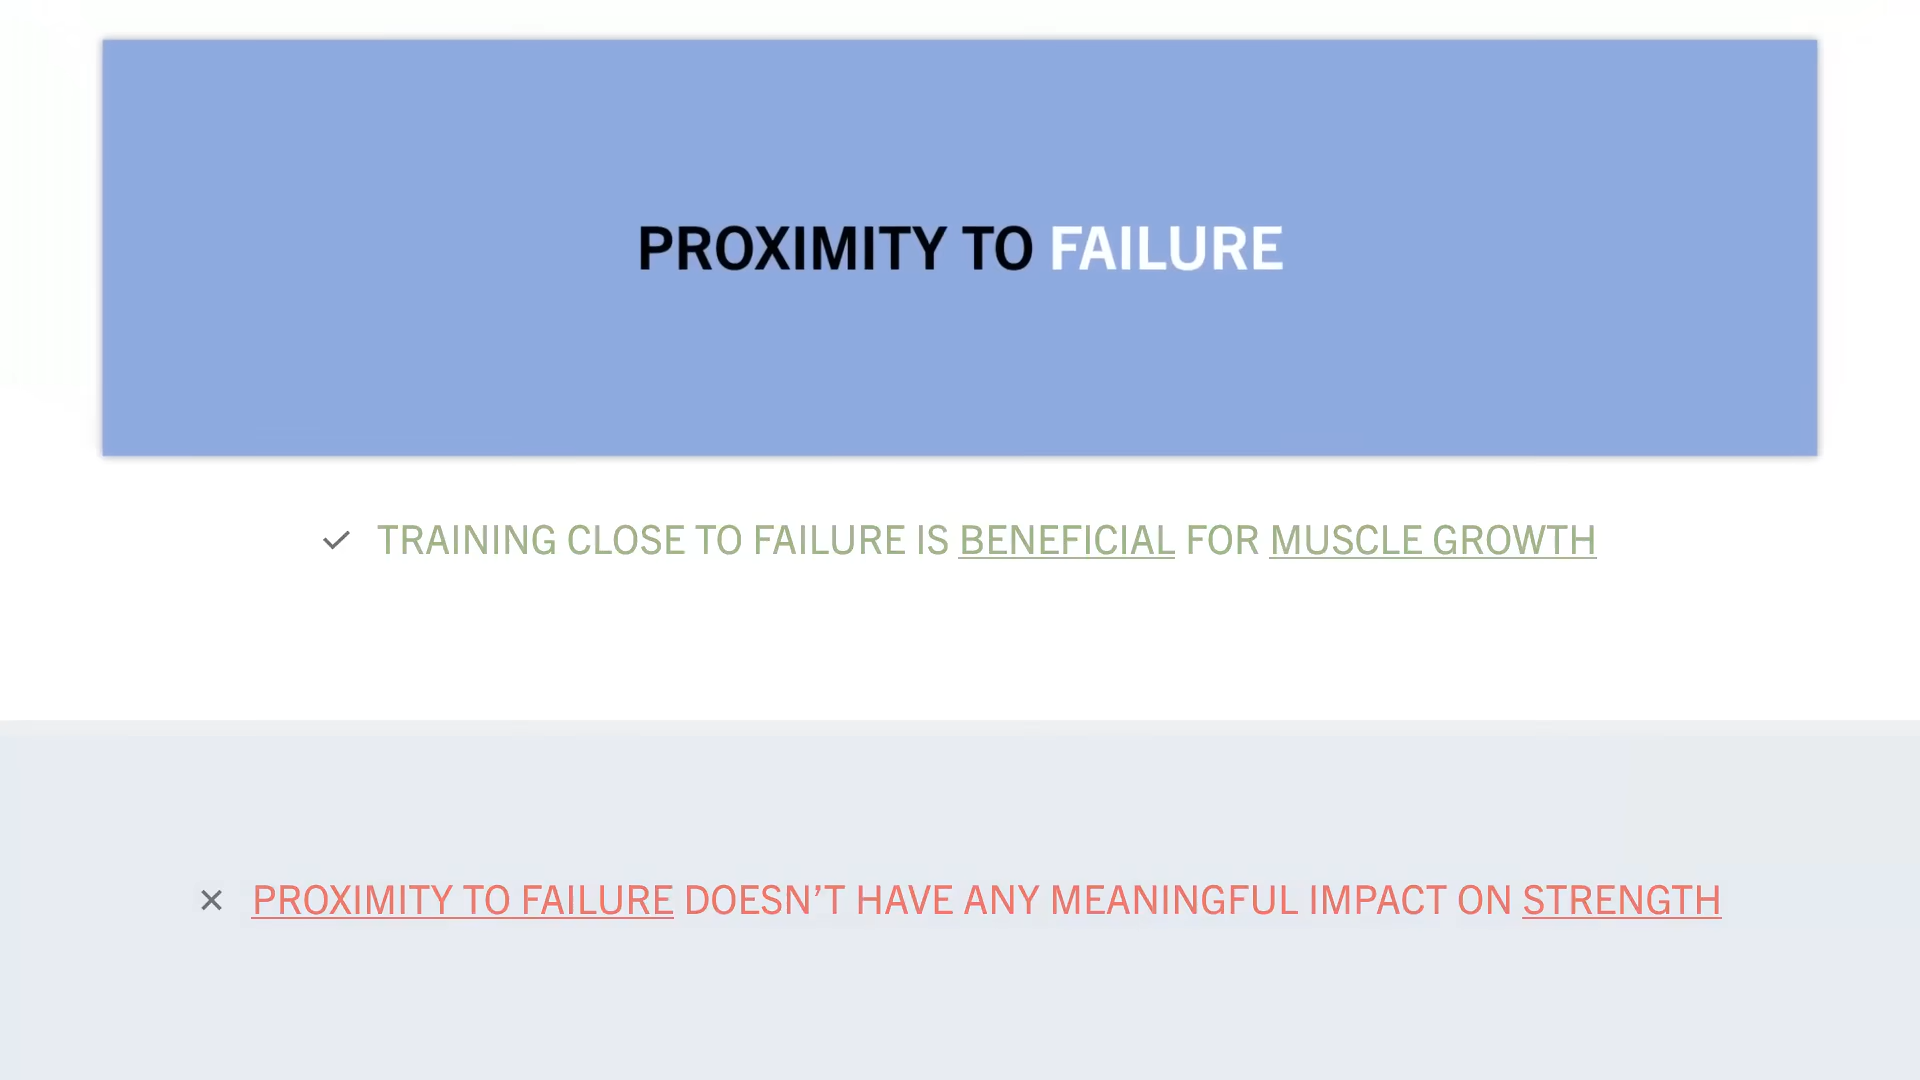 PROXIMITY TO FAILURE
✓ TRAINING CLOSE TO FAILURE IS BENEFICIAL FOR MUSCLE GROWTH
✕ PROXIMITY TO FAILURE DOESN’T HAVE ANY MEANINGFUL IMPACT ON STRENGTH